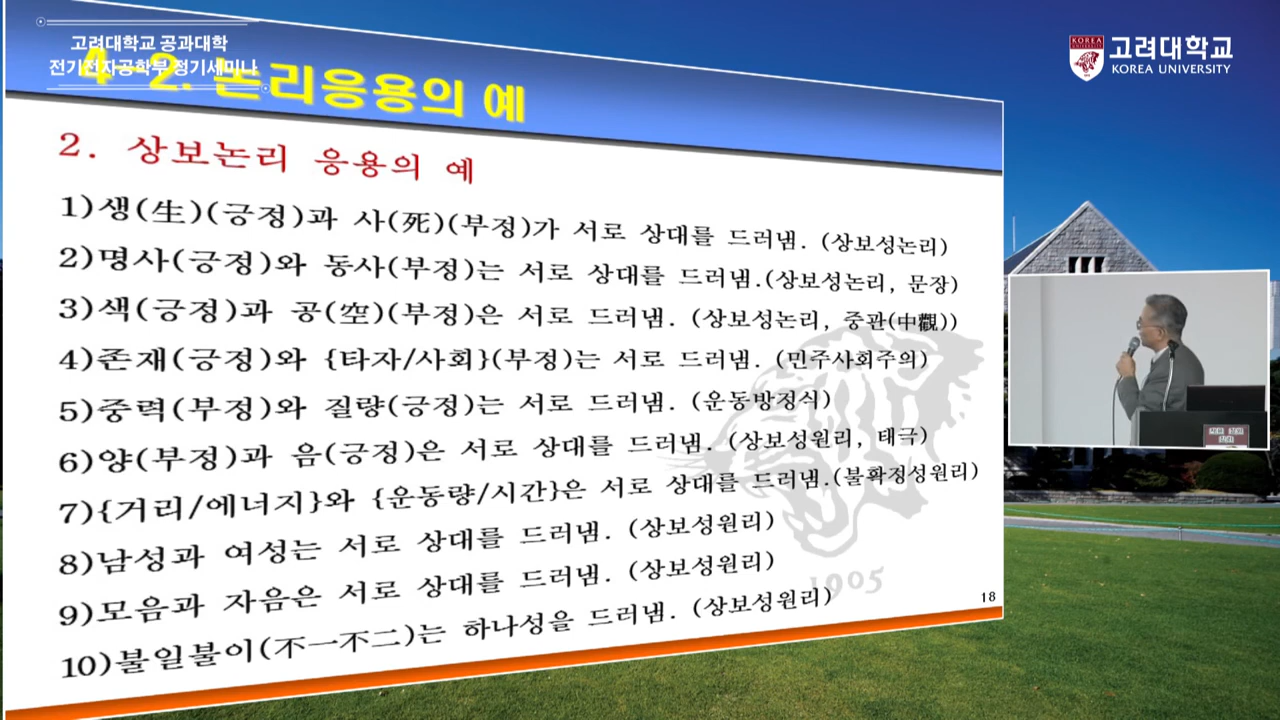 고려대학교 공과대학
전기전자공학부 정기세미나
KOREA UNIVERSITY
고려대학교
KOREA UNIVERSITY
4-2. 논리응용의 예
2. 상보논리 응용의 예
1)생(生)(긍정)과 사(死)(부정)가 서로 상대를 드러냄. (상보성논리)
2)명사(긍정)와 동사(부정)는 서로 상대를 드러냄.(상보성논리, 문장)
3)색(긍정)과 공(空)(부정)은 서로 드러냄. (상보성논리, 중관(中觀))
4)존재(긍정)와 {타자/사회}(부정)는 서로 드러냄. (민주사회주의)
5)중력(부정)와 질량(긍정)는 서로 드러냄. (운동방정식)
6)양(부정)과 음(긍정)은 서로 상대를 드러냄. (상보성원리, 태극)
7){거리/에너지}와 {운동량/시간}은 서로 상대를 드러냄.(불확정성원리)
8)남성과 여성는 서로 상대를 드러냄. (상보성원리)
9)모음과 자음은 서로 상대를 드러냄. (상보성원리)
10)불일불이(不一不二)는 하나성을 드러냄. (상보성원리)
1905
18